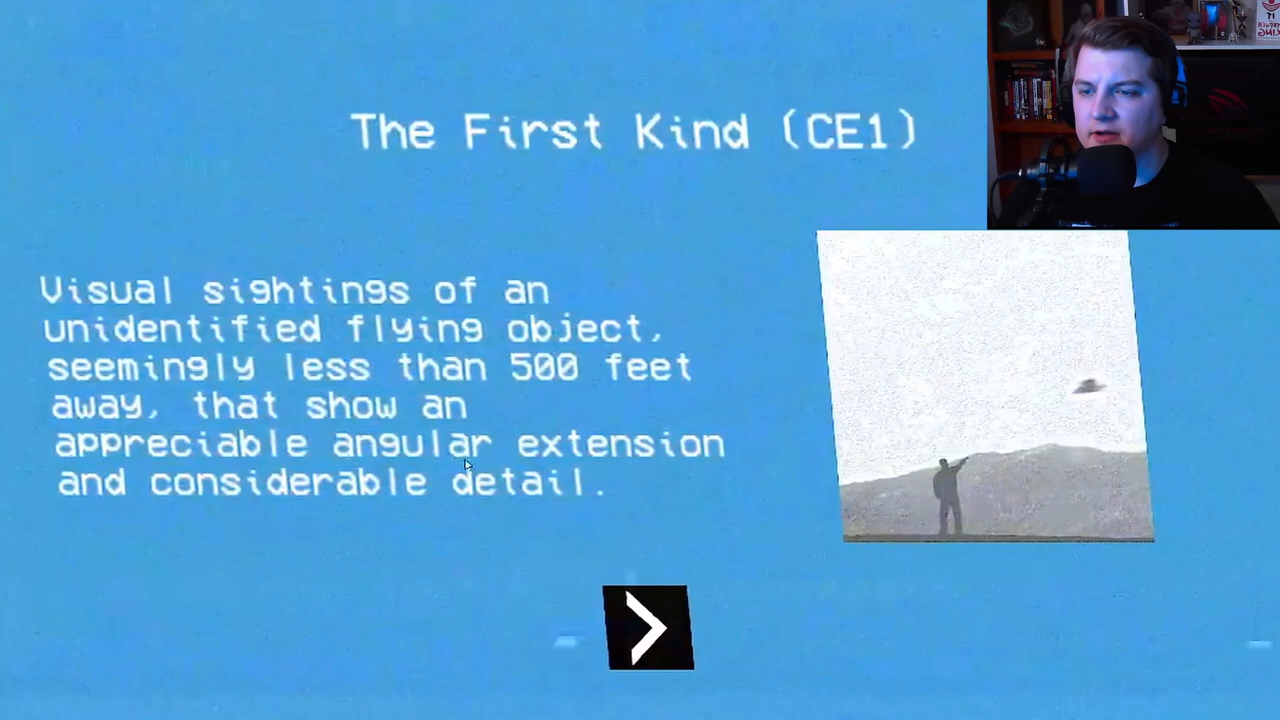 The First Kind (CE1)
Visual sightings of an
unidentified flying object,
seemingly less than 500 feet
away, that show an
appreciable angular extension
and considerable detail.